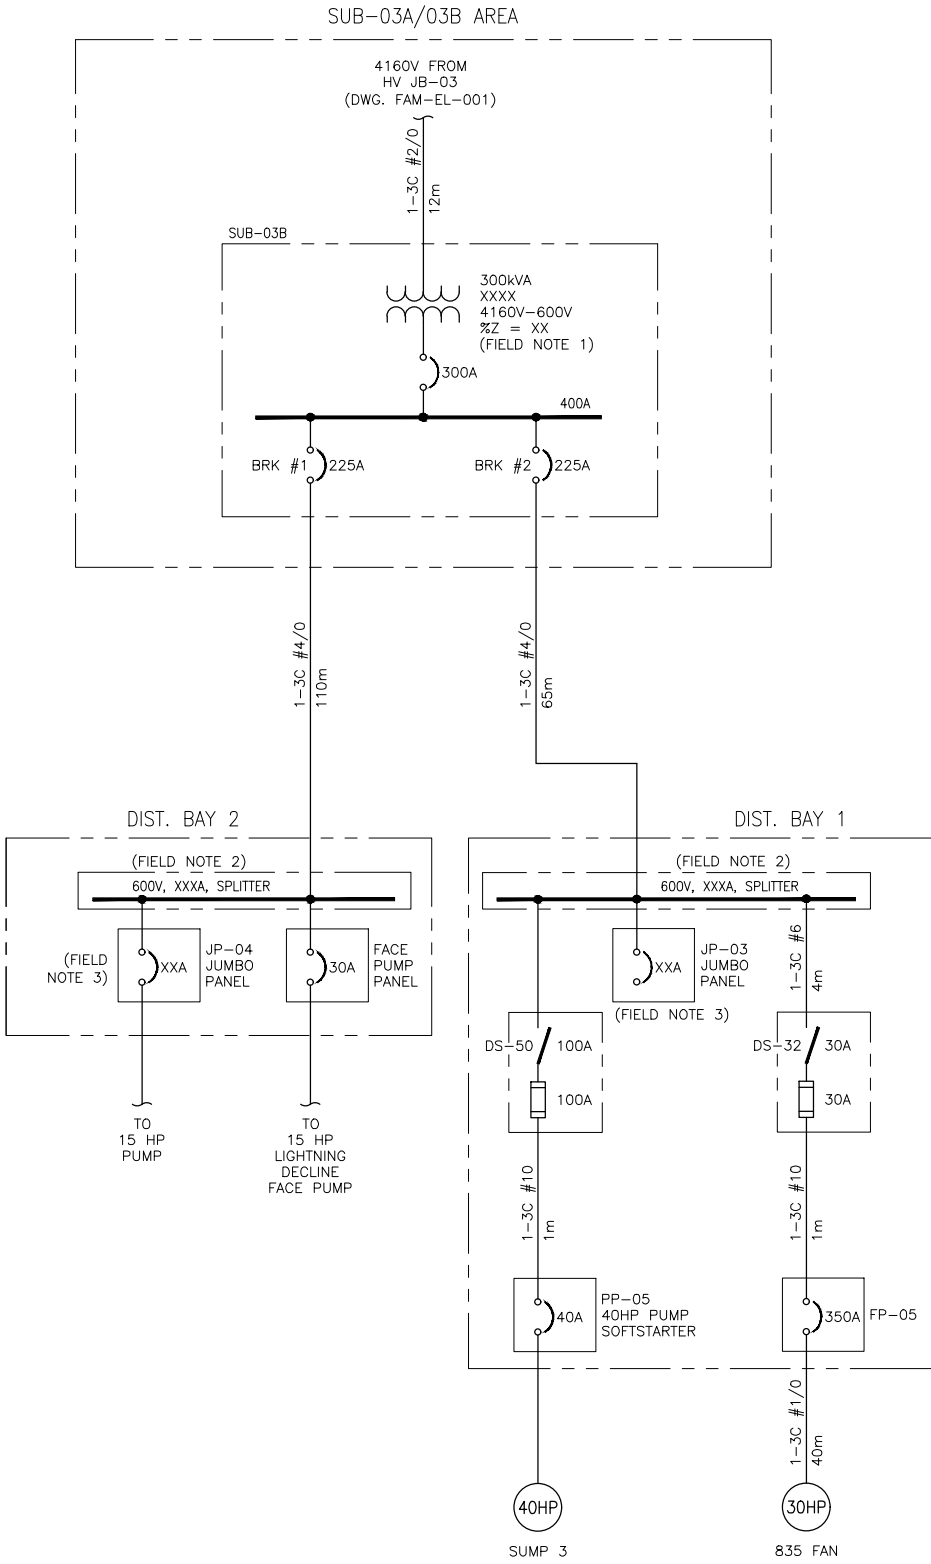 SUB-03A/03B AREA
4160V FROM
HV JB-03
(DWG. FAM-EL-001)
1-3C #2/0
12m
SUB-03B
300kVA
XXXX
4160V-600V
%Z = XX
(FIELD NOTE 1)
300A
400A
BRK #1
225A
BRK #2
225A
1-3C #4/0
110m
1-3C #4/0
65m
DIST. BAY 2
(FIELD NOTE 2)
600V, XXXA, SPLITTER
(FIELD
NOTE 3)
XXA
JP-04
JUMBO
PANEL
30A
FACE
PUMP
PANEL
TO
15 HP
PUMP
TO
15 HP
LIGHTNING
DECLINE
FACE PUMP
DIST. BAY 1
(FIELD NOTE 2)
600V, XXXA, SPLITTER
XXA
JP-03
JUMBO
PANEL
(FIELD NOTE 3)
1-3C #6
4m
DS-50
100A
100A
DS-32
30A
30A
1-3C #10
1m
1-3C #10
1m
40A
PP-05
40HP PUMP
SOFTSTARTER
350A
FP-05
1-3C #1/0
40m
40HP
SUMP 3
30HP
835 FAN